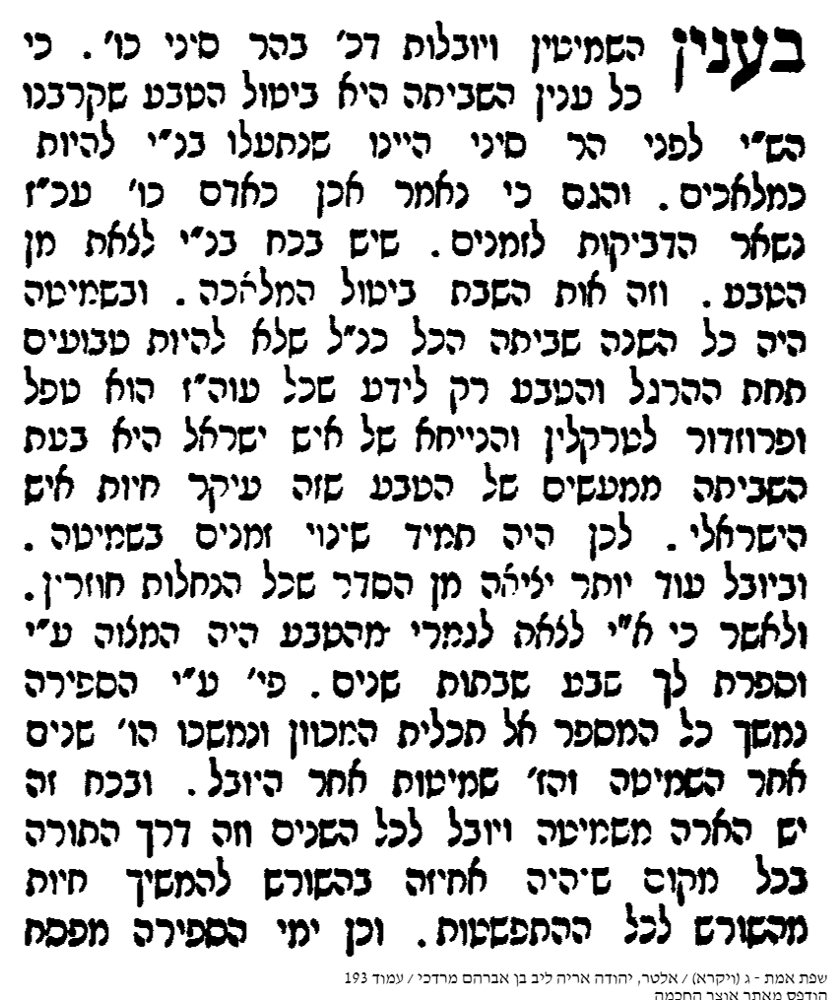 בענין השמיטין ויובלות דכ׳ בהר סיני כו׳. כי
כל ענין השביתה היא ביטול הטבע שקרבנו
הש״י לפני הר סיני היינו שנתעלו בנ״י להיות
כמלאכים. והגם כי נאמר אכן כאדם כו׳ עכ״ז
נשאר הדביקות לזמנים. שיש בכח בנ״י לצאת מן
הטבע. וזה אות השבת ביטול המלאכה. ובשמיטה
היה כל השנה שביתה הכל כנ״ל שלא להיות טבועים
תחת ההרגל והטבע רק לידע שכל עוה״ז הוא טפל
ופרוזדור לטרקלין והנייחא של איש ישראל היא בעת
השביתה ממעשים של הטבע שזה עיקר חיות איש
הישראלי. לכן היה תמיד שינוי זמנים בשמיטה.
וביובל עוד יותר יציאה מן הסדר שכל הנחלות חוזרין.
ולאשר כי א״י לצאת לגמרי מהטבע היה המצוה ע״י
וספרת לך שבע שבתות שנים. פי׳ ע״י הספירה
נמשך כל המספר אל תכלית המכוון ונמשכו הו׳ שנים
אחר השמיטה והז׳ שמיטות אחר היובל. ובכח זה
יש הארה משמיטה ויובל לכל השנים וזה דרך התורה
בכל מקום שיהיה אחיזה בהשורש להמשיך חיות
מהשורש לכל ההתפשטות. וכן ימי הספירה מפסח
שפת אמת - ג (ויקרא) / אלטר, יהודה אריה ליב בן אברהם מרדכי / עמוד 193
הודפס מאתר אוצר החכמה